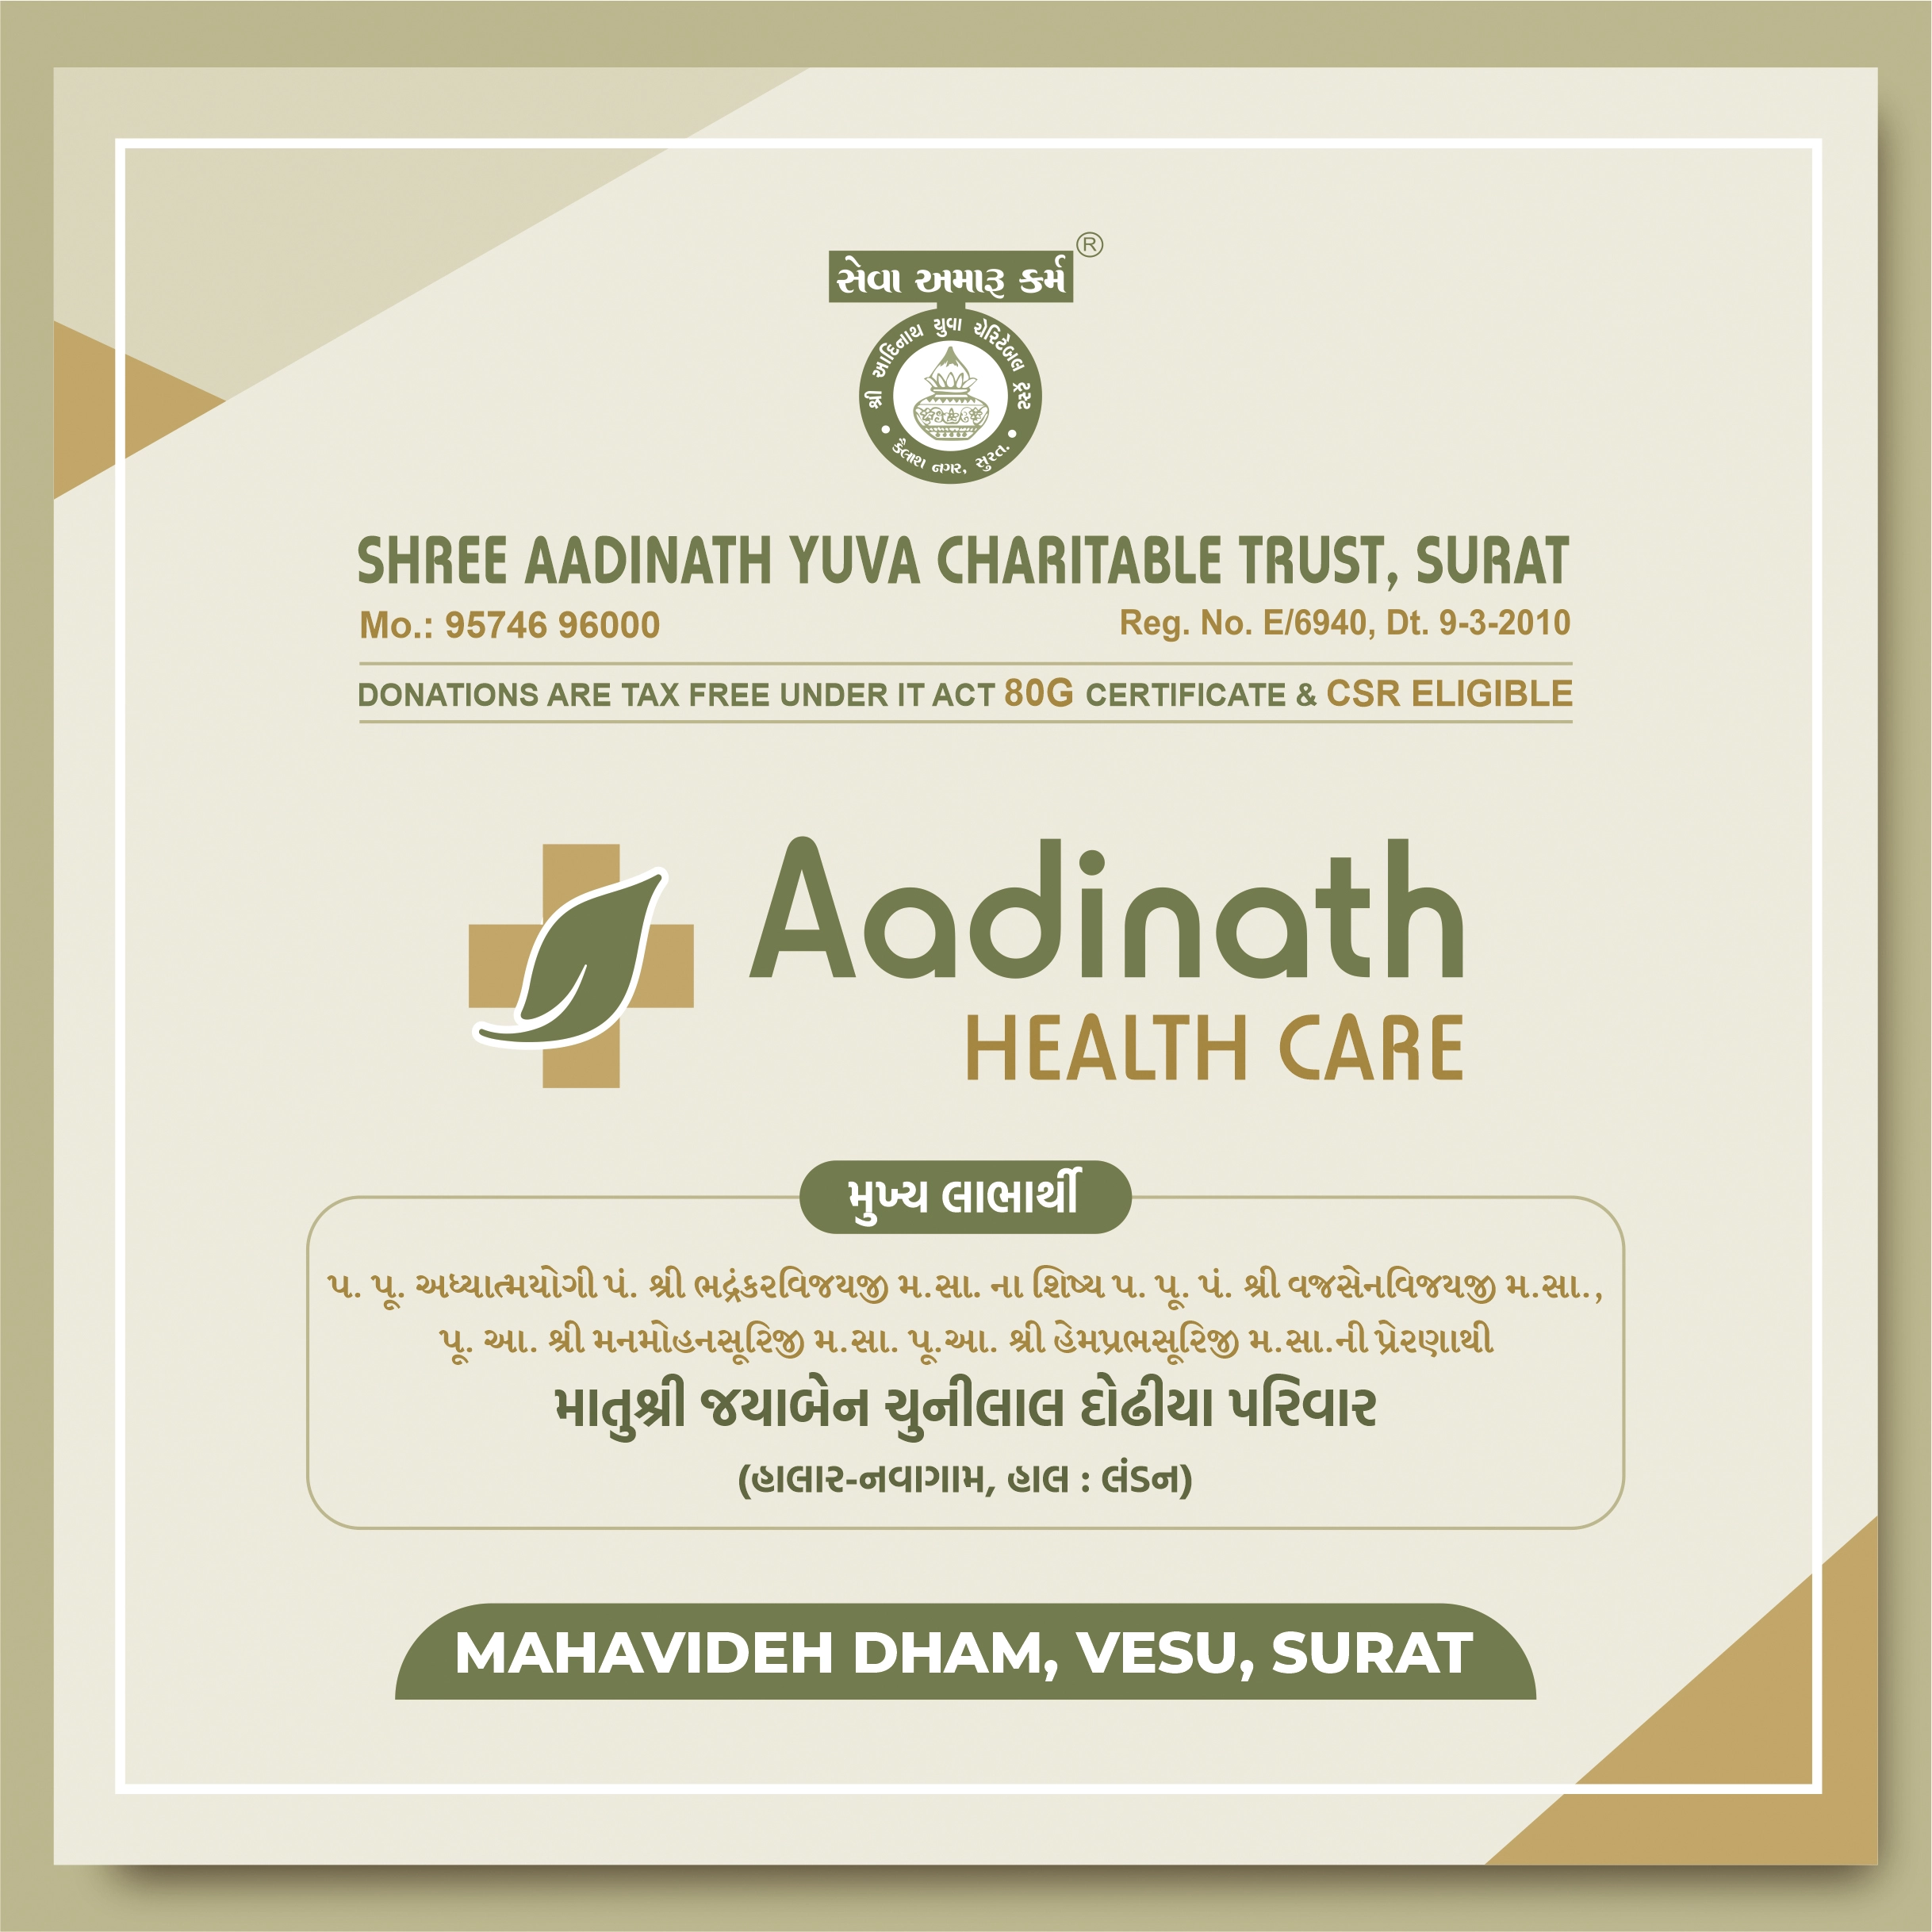 સેવા અમારૂ કર્મ
®
શ્રી આદિનાથ યુવા ચેરિટેબલ ટ્રસ્ટ
• કૈલાશ નગર, સુરત. •
SHREE AADINATH YUVA CHARITABLE TRUST, SURAT
Mo.: 95746 96000 Reg. No. E/6940, Dt. 9-3-2010
DONATIONS ARE TAX FREE UNDER IT ACT 80G CERTIFICATE & CSR ELIGIBLE
Aadinath
HEALTH CARE
મુખ્ય લાભાર્થી
પ. પૂ. અધ્યાત્મયોગી પં. શ્રી ભદ્રંકરવિજયજી મ.સા. ના શિષ્ય પ. પૂ. પં. શ્રી વજસેનવિજયજી મ.સા.,
પૂ. આ. શ્રી મનમોહનસૂરિજી મ.સા. પૂ.આ. શ્રી હેમપ્રભસૂરિજી મ.સા.ની પ્રેરણાથી
માતુશ્રી જયાબેન ચુનીલાલ દોઢીયા પરિવાર
(હાલાર-નવાગામ, હાલ : લંડન)
MAHAVIDEH DHAM, VESU, SURAT